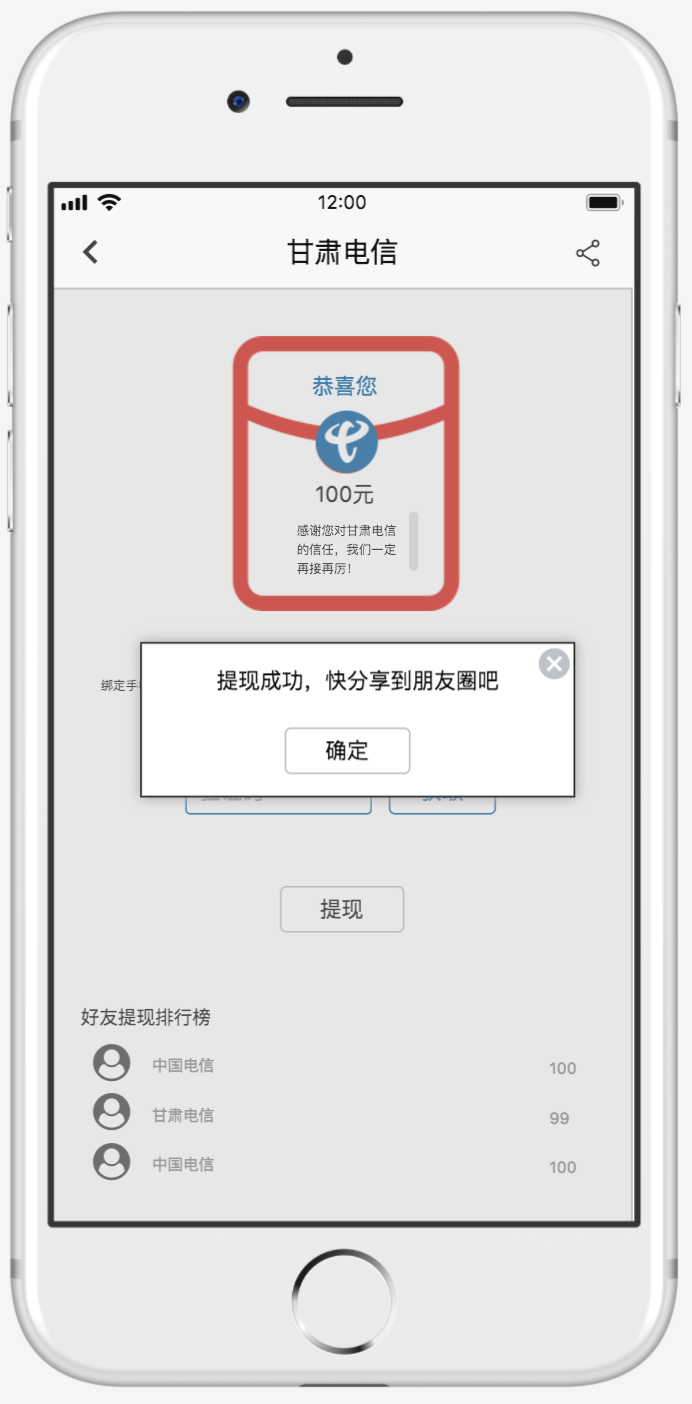 12:00
甘肃电信
恭喜您
100元
感谢您对甘肃电信
的信任，我们一定
再接再厉！
绑定手
提现成功，快分享到朋友圈吧
确定
提现
好友提现排行榜
中国电信 100
甘肃电信 99
中国电信 100